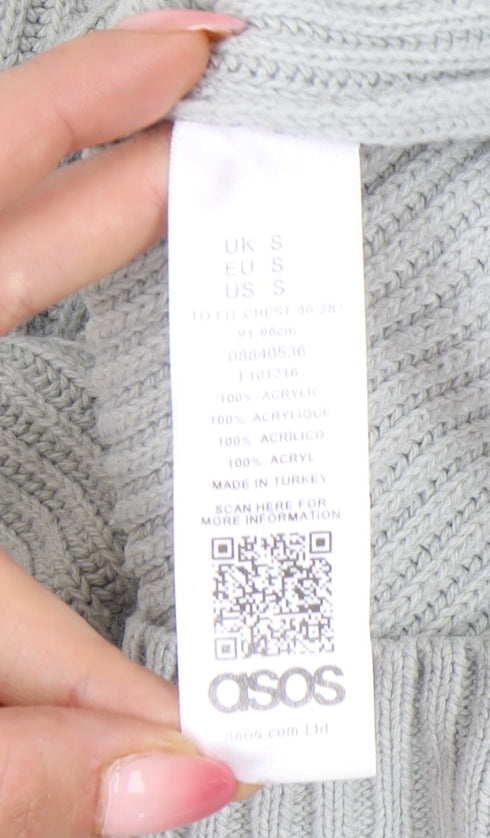 UK S
EU S
US S
TO FIT CHEST 36-38"
91-96cm
08840536
F101216
100% ACRYLIC
100% ACRYLIQUE
100% ACRÍLICO
100% ACRYL
MADE IN TURKEY
SCAN HERE FOR
MORE INFORMATION
asos
.com Ltd